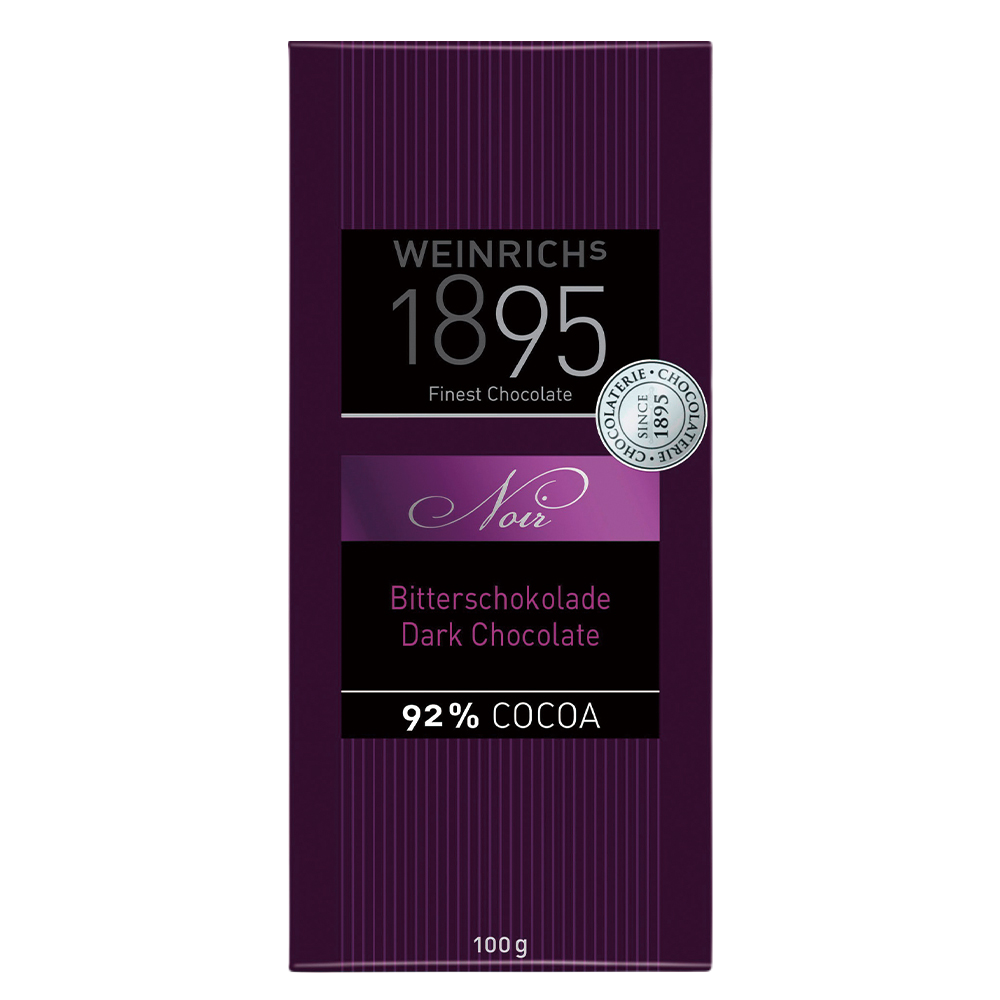 WEINRICHS
1895
Finest Chocolate
CHOCOLATERIE • CHOCOLATERIE •
SINCE
1895
Noir
Bitterschokolade
Dark Chocolate
92% COCOA
100 g